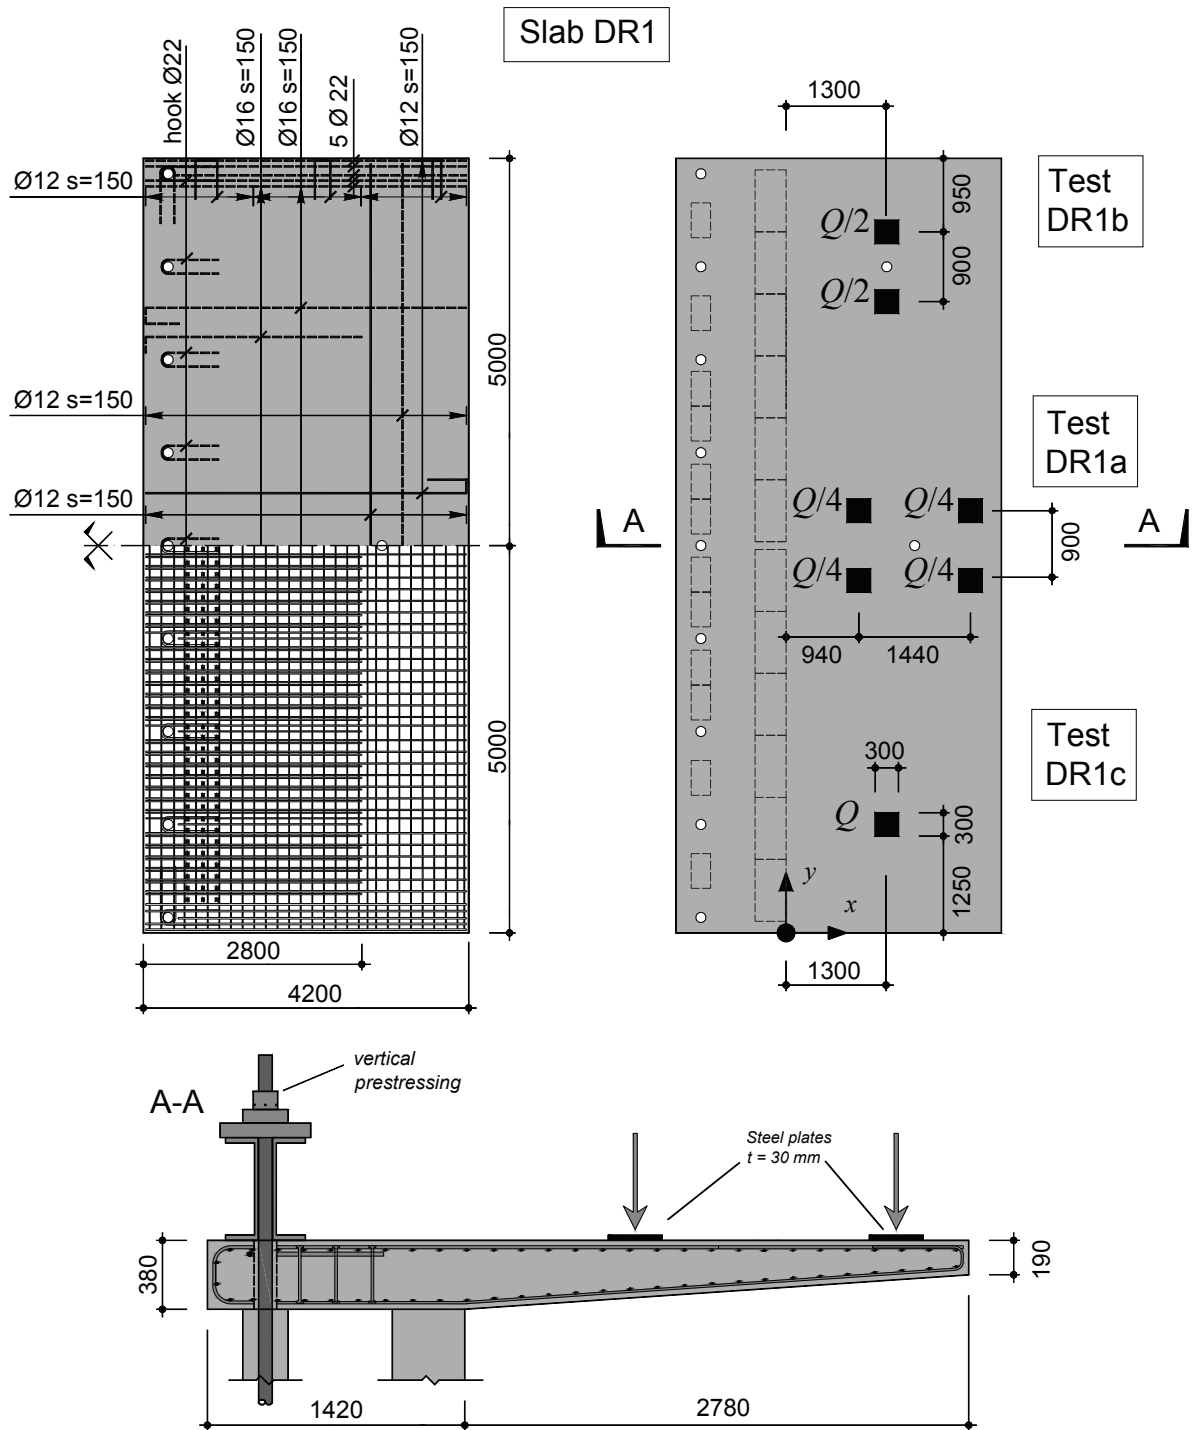 Slab DR1
hook Ø22
Ø16 s=150
Ø16 s=150
5 Ø 22
Ø12 s=150
Ø12 s=150
Ø12 s=150
Ø12 s=150
5000
5000
2800
4200
1300
950
900
Q/2
Q/2
Test
DR1b
Test
DR1a
Q/4
Q/4
Q/4
Q/4
A
A
900
940
1440
Test
DR1c
300
Q
300
1250
y
x
1300
A-A
vertical
prestressing
Steel plates
t = 30 mm
380
190
1420
2780